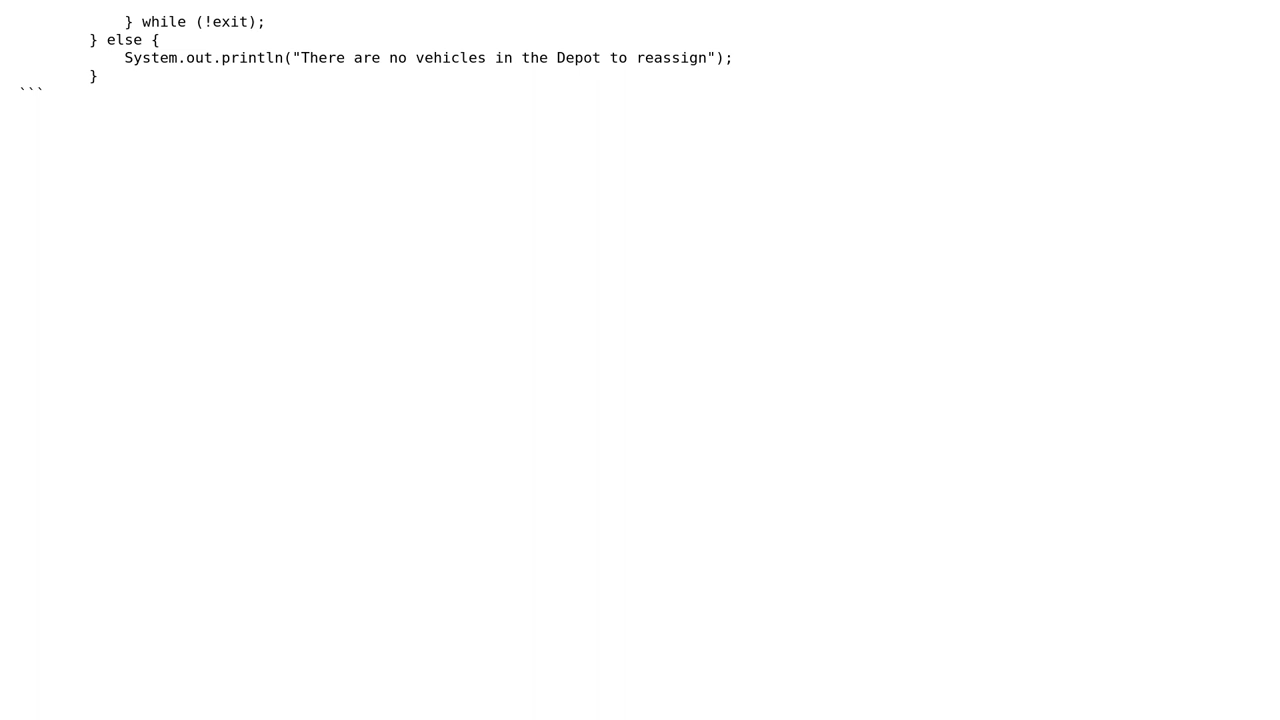 } while (!exit);
        } else {
            System.out.println("There are no vehicles in the Depot to reassign");
        }
```